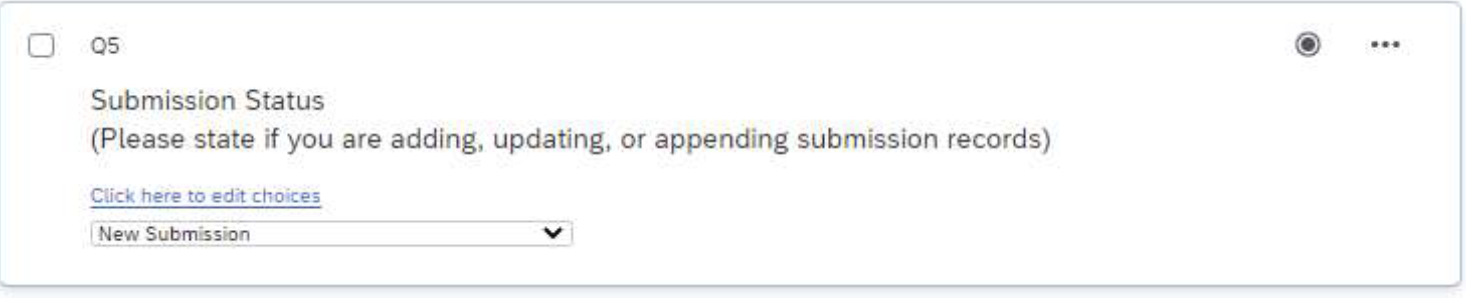 Q5
Submission Status
(Please state if you are adding, updating, or appending submission records)
Click here to edit choices
New Submission